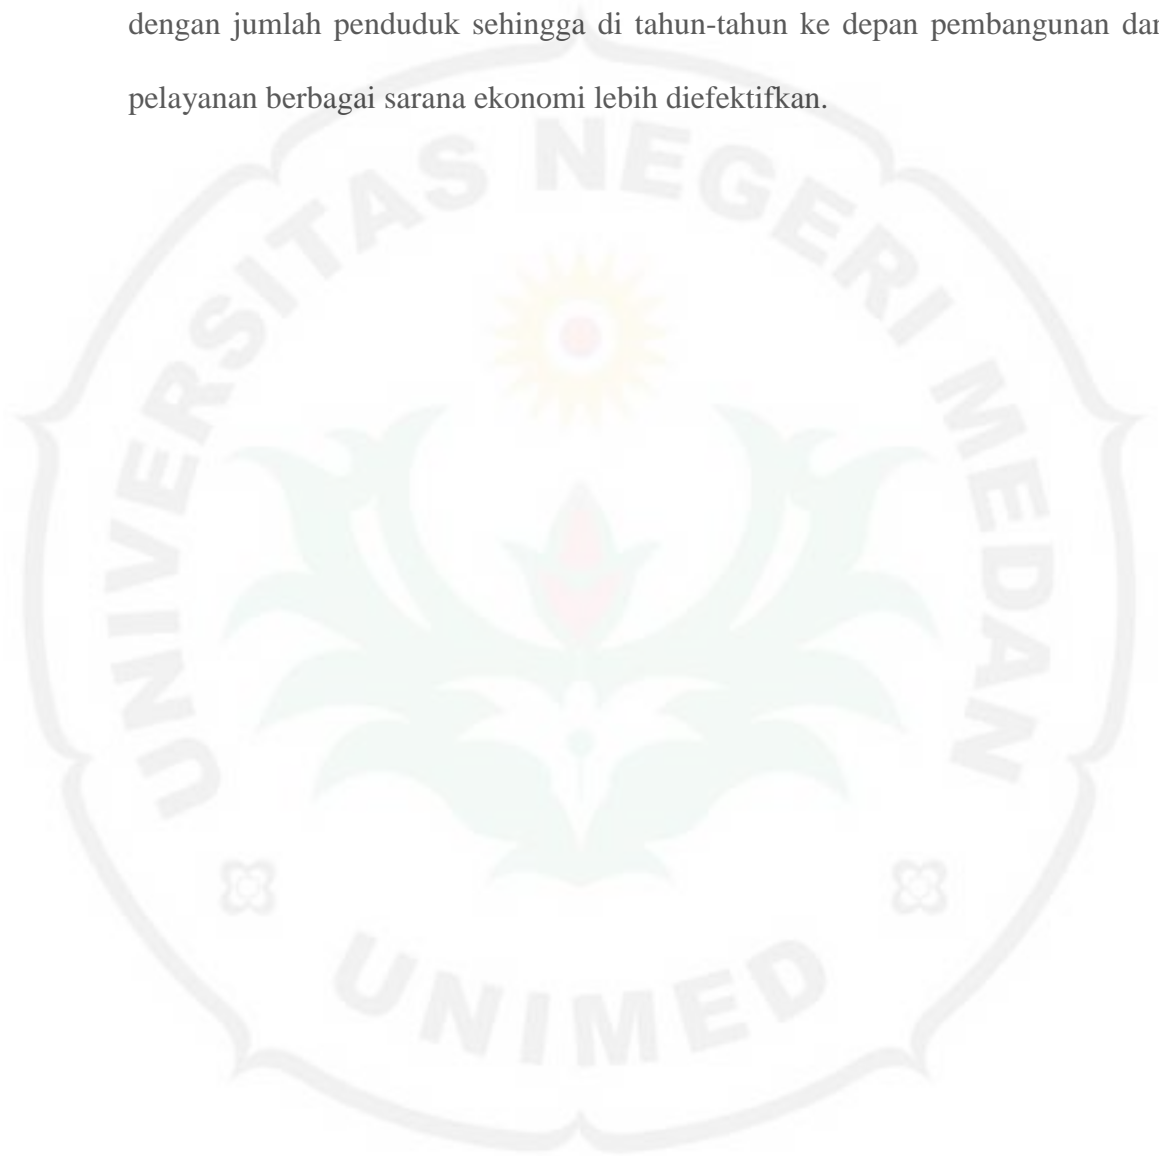 dengan jumlah penduduk sehingga di tahun-tahun ke depan pembangunan dan
pelayanan berbagai sarana ekonomi lebih diefektifkan.
UNIVERSITAS NEGERI MEDAN
UNIMED